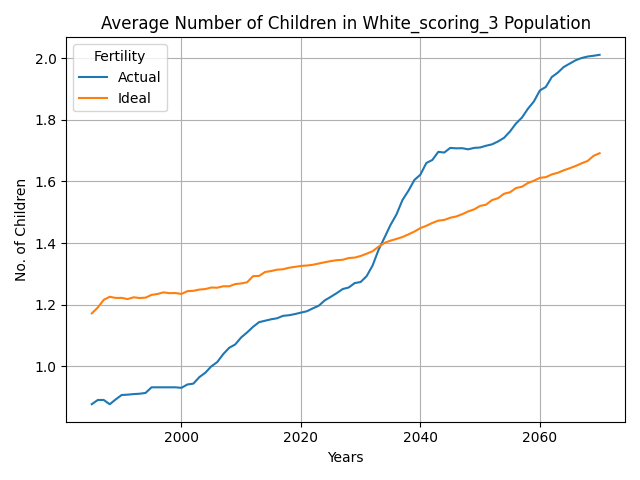 Average Number of Children in White_scoring_3 Population
Fertility
Actual
Ideal
No. of Children
2.0
1.8
1.6
1.4
1.2
1.0
2000
2020
2040
2060
Years